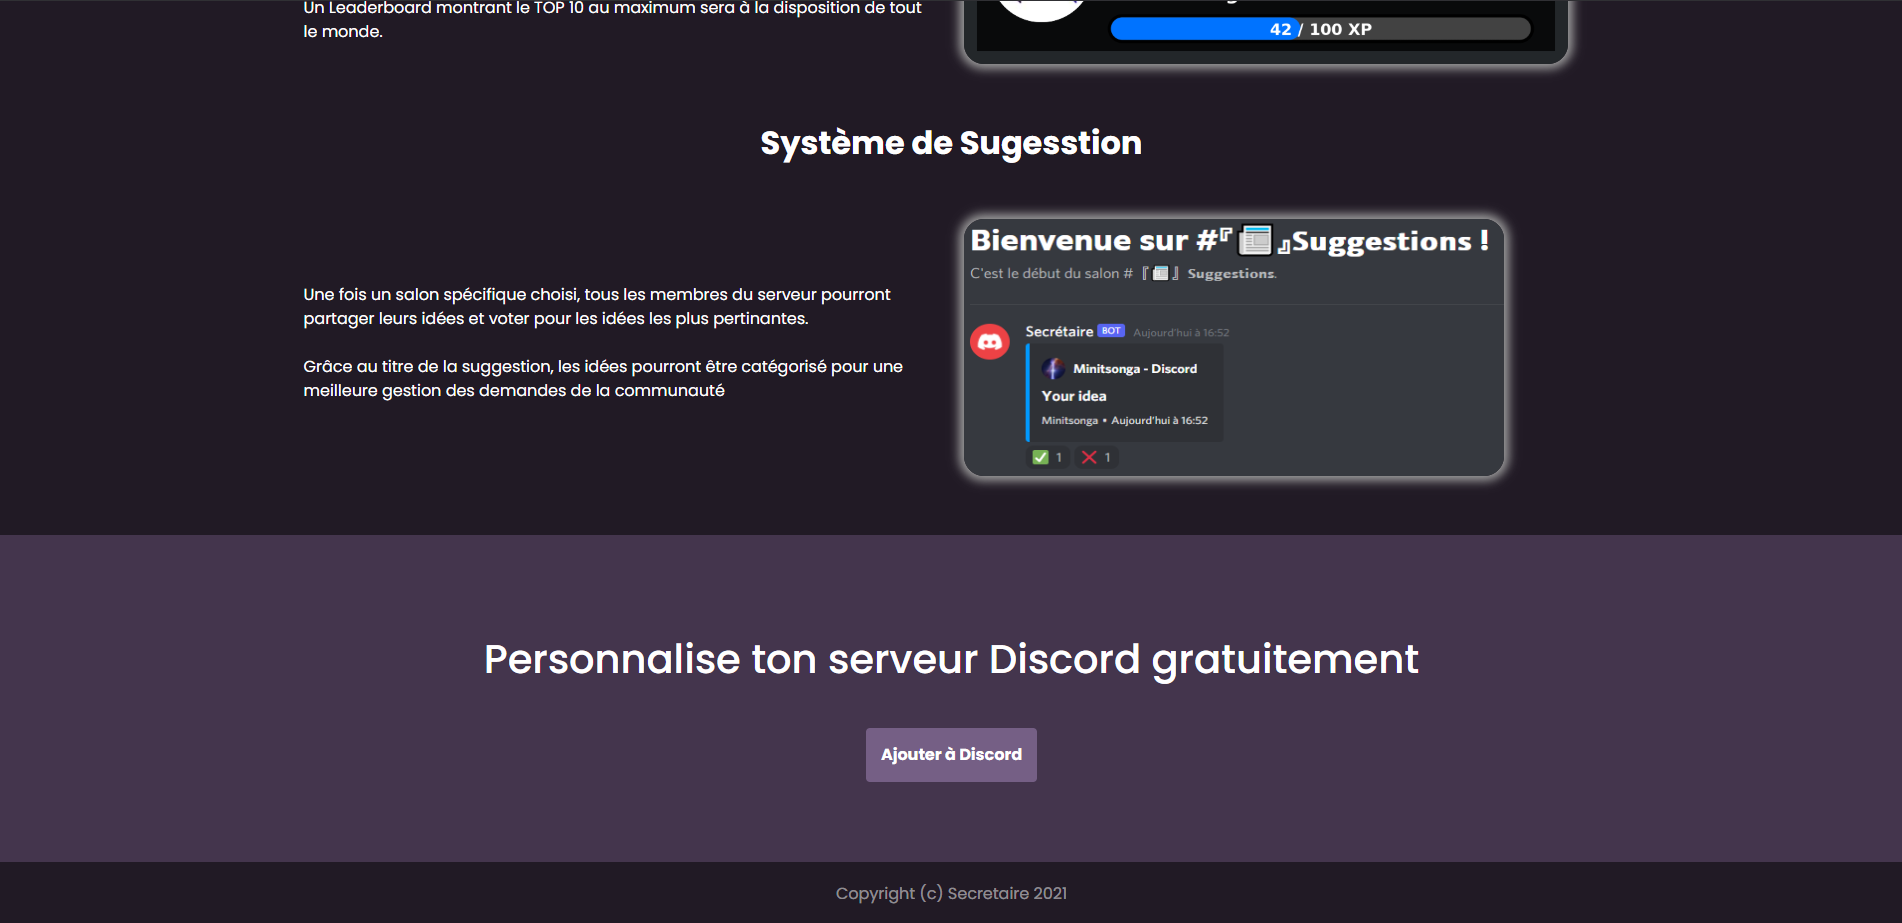 Un Leaderboard montrant le TOP 10 au maximum sera à la disposition de tout
le monde.
42 / 100 XP
Système de Sugesstion
Une fois un salon spécifique choisi, tous les membres du serveur pourront
partager leurs idées et voter pour les idées les plus pertinantes.
Grâce au titre de la suggestion, les idées pourront être catégorisé pour une
meilleure gestion des demandes de la communauté
Bienvenue sur #『📰』Suggestions !
C'est le début du salon # 『📰』 Suggestions.
Secrétaire BOT Aujourd'hui à 16:52
Minitsonga - Discord
Your idea
Minitsonga • Aujourd'hui à 16:52
✅ 1 ❌ 1
Personnalise ton serveur Discord gratuitement
Ajouter à Discord
Copyright (c) Secretaire 2021